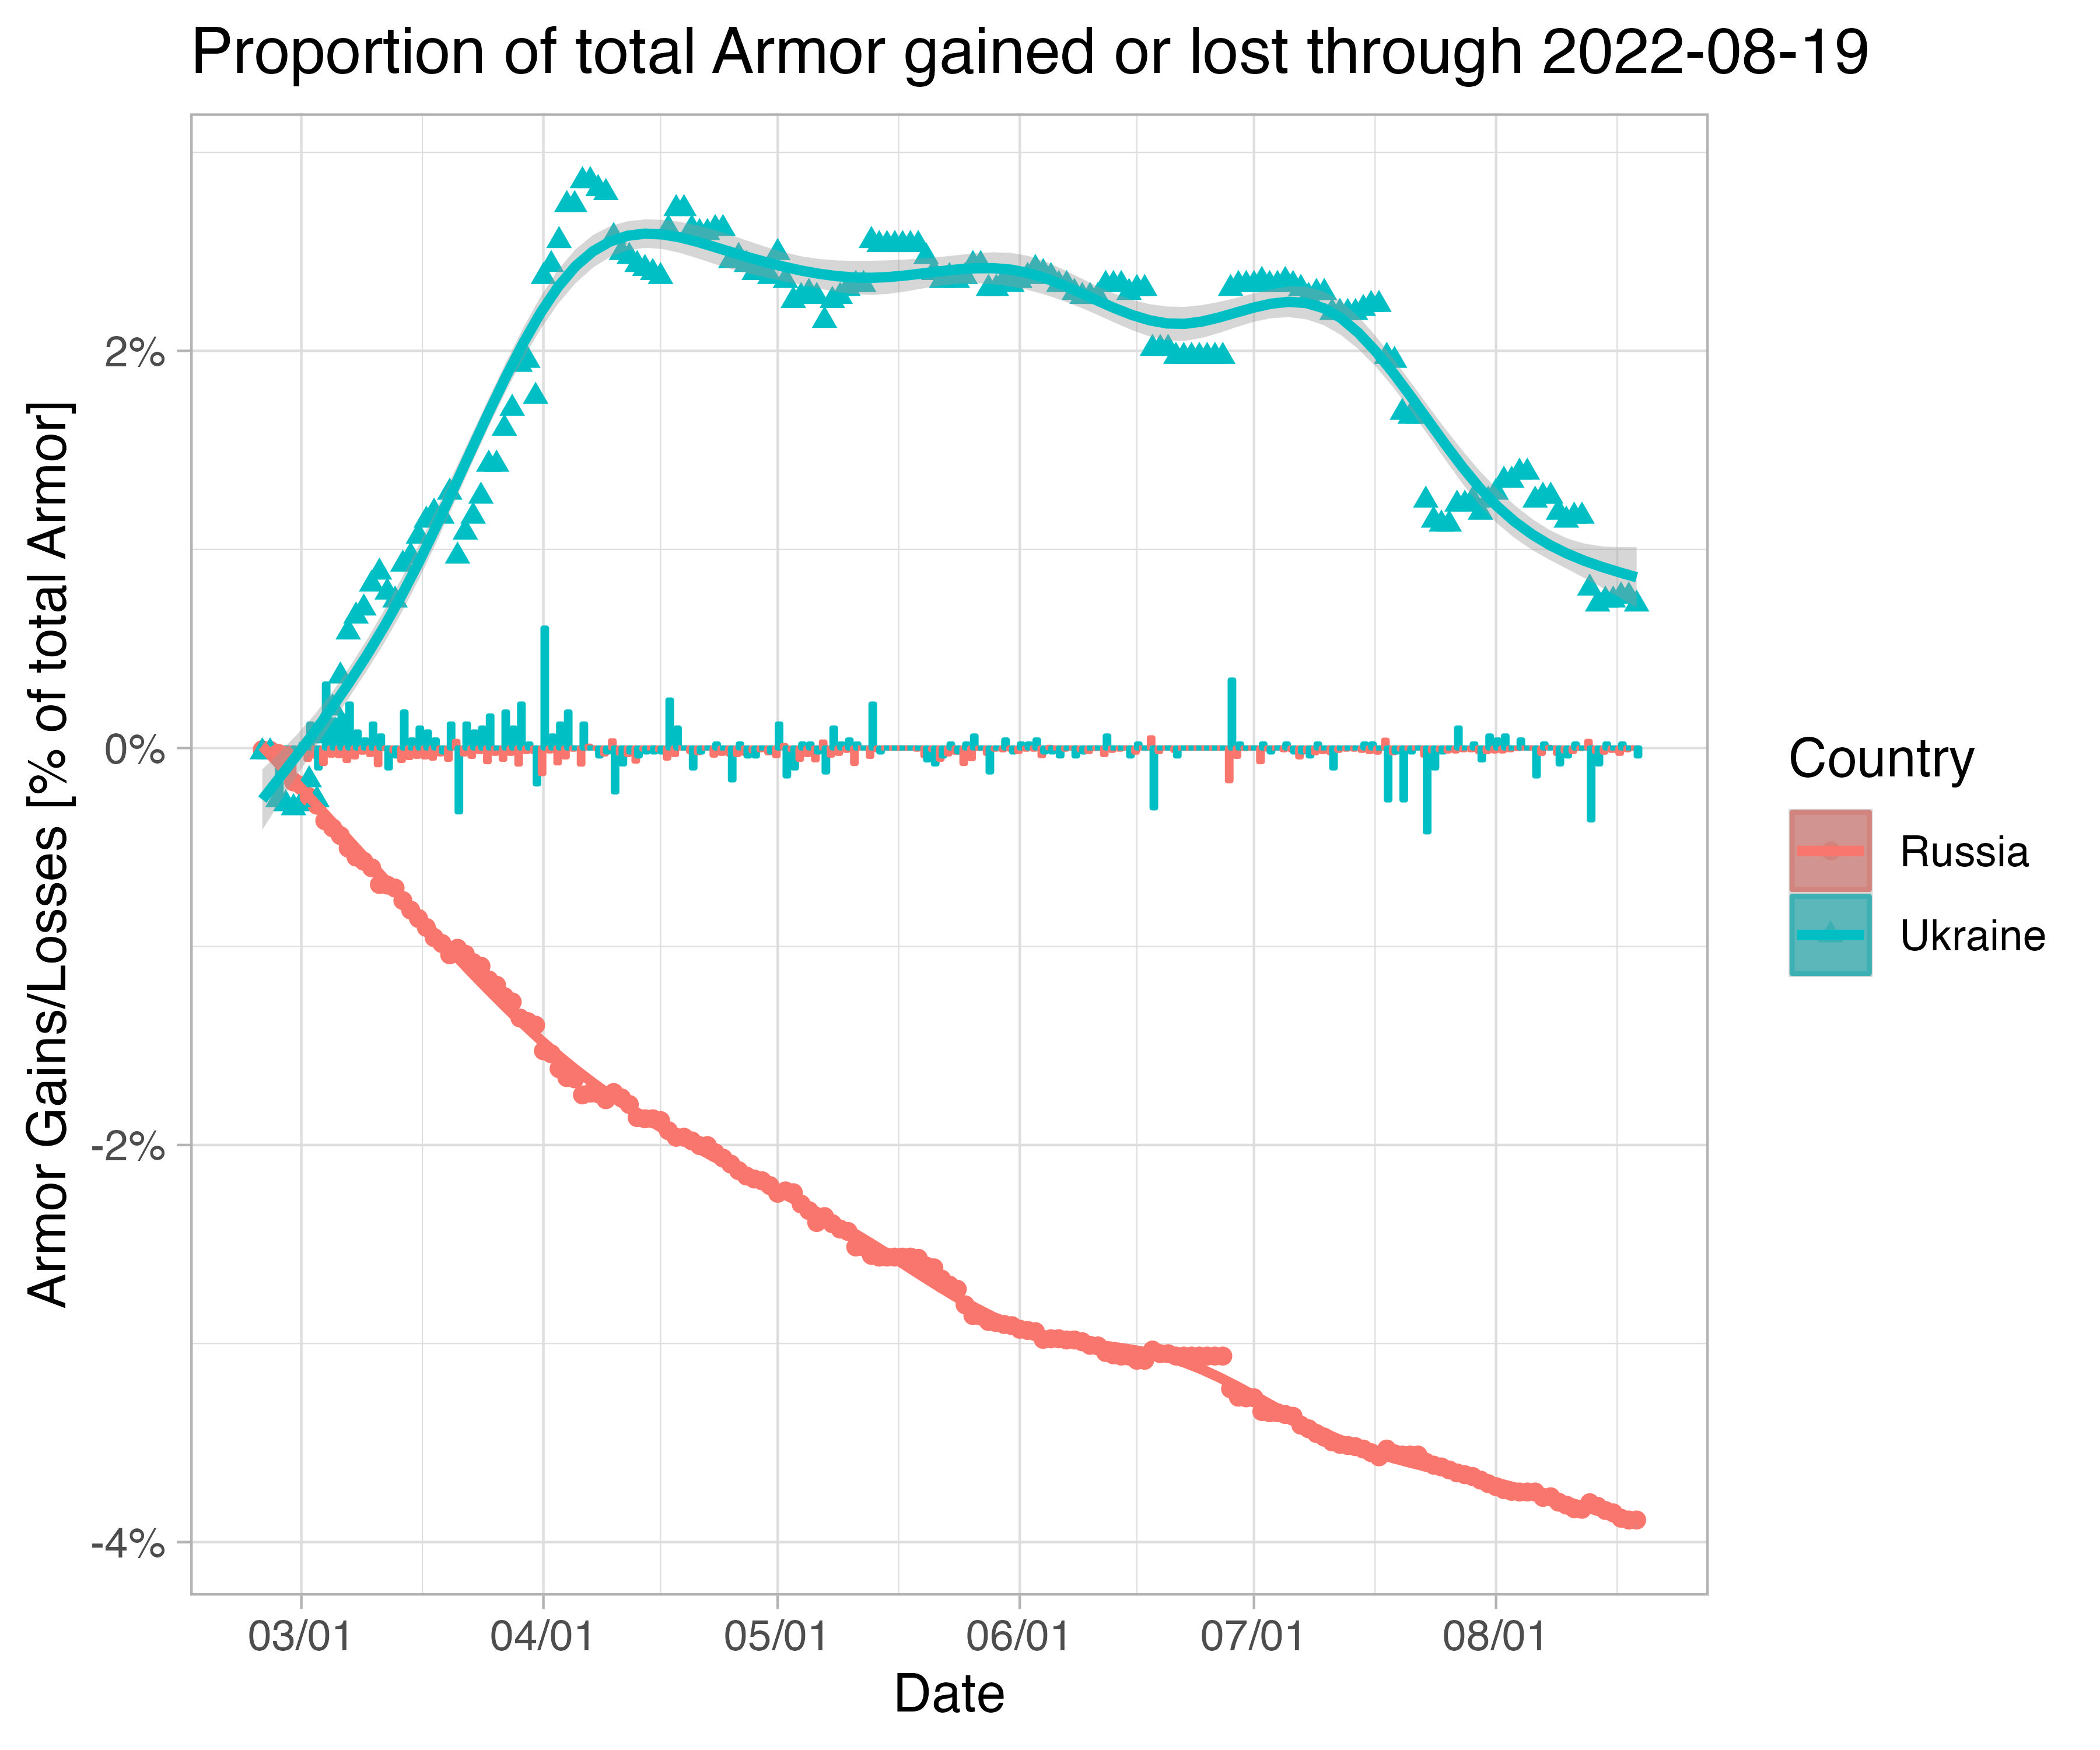 Proportion of total Armor gained or lost through 2022-08-19
Armor Gains/Losses [% of total Armor]
2%
0%
-2%
-4%
03/01
04/01
05/01
06/01
07/01
08/01
Date
Country
Russia
Ukraine